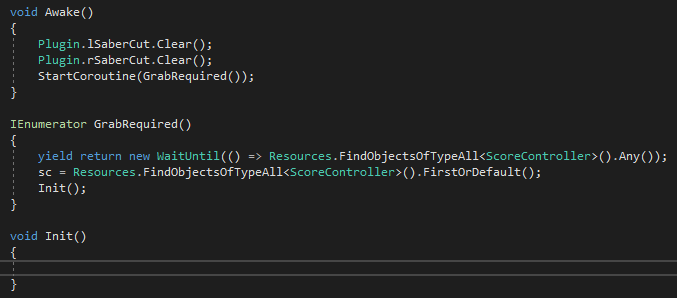 void Awake()
{
    Plugin.lSaberCut.Clear();
    Plugin.rSaberCut.Clear();
    StartCoroutine(GrabRequired());
}

IEnumerator GrabRequired()
{
    yield return new WaitUntil(() => Resources.FindObjectsOfTypeAll<ScoreController>().Any());
    sc = Resources.FindObjectsOfTypeAll<ScoreController>().FirstOrDefault();
    Init();
}

void Init()
{

}